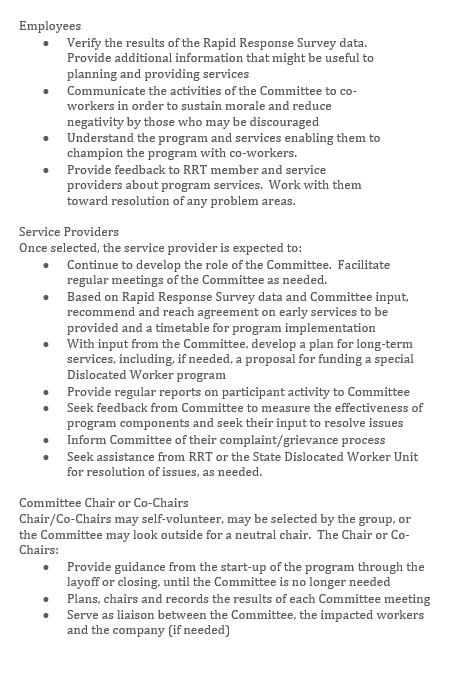 Employees
• Verify the results of the Rapid Response Survey data.
Provide additional information that might be useful to
planning and providing services
• Communicate the activities of the Committee to co-
workers in order to sustain morale and reduce
negativity by those who may be discouraged
• Understand the program and services enabling them to
champion the program with co-workers.
• Provide feedback to RRT member and service
providers about program services.  Work with them
toward resolution of any problem areas.
Service Providers
Once selected, the service provider is expected to:
• Continue to develop the role of the Committee.  Facilitate
regular meetings of the Committee as needed.
• Based on Rapid Response Survey data and Committee input,
recommend and reach agreement on early services to be
provided and a timetable for program implementation
• With input from the Committee, develop a plan for long-term
services, including, if needed, a proposal for funding a special
Dislocated Worker program
• Provide regular reports on participant activity to Committee
• Seek feedback from Committee to measure the effectiveness of
program components and seek their input to resolve issues
• Inform Committee of their complaint/grievance process
• Seek assistance from RRT or the State Dislocated Worker Unit
for resolution of issues, as needed.
Committee Chair or Co-Chairs
Chair/Co-Chairs may self-volunteer, may be selected by the group, or
the Committee may look outside for a neutral chair.  The Chair or Co-
Chairs:
• Provide guidance from the start-up of the program through the
layoff or closing, until the Committee is no longer needed
• Plans, chairs and records the results of each Committee meeting
• Serve as liaison between the Committee, the impacted workers
and the company (if needed)